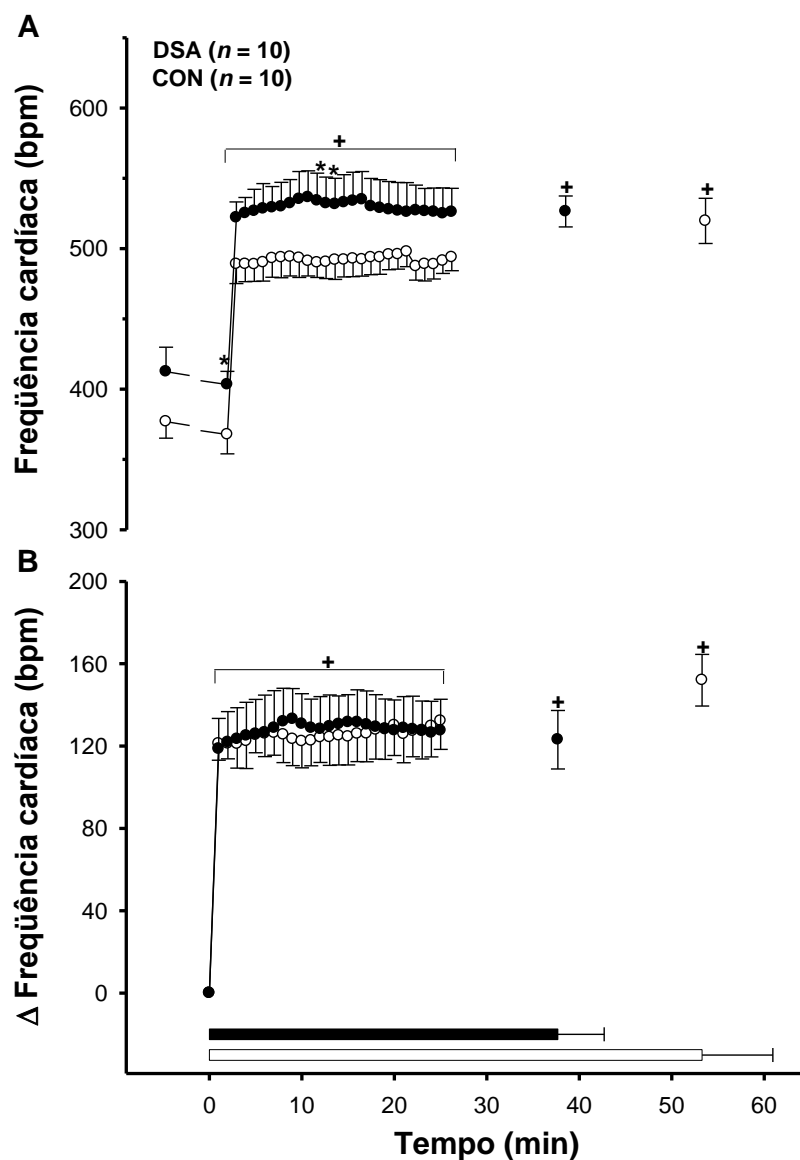 A
DSA (n = 10)
CON (n = 10)
Freqüência cardíaca (bpm)
600
500
400
300
+
**
*
+
+
B
Δ Freqüência cardíaca (bpm)
200
160
120
80
40
0
+
+
+
0 10 20 30 40 50 60
Tempo (min)